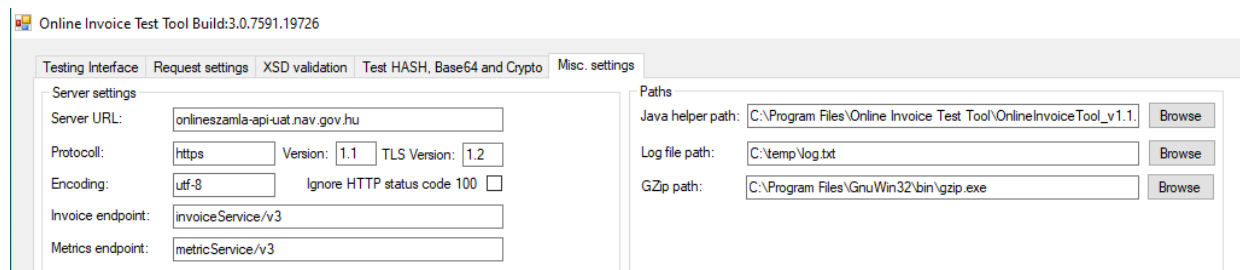 Online Invoice Test Tool Build:3.0.7591.19726
Testing Interface Request settings XSD validation Test HASH, Base64 and Crypto Misc. settings
Server settings
Server URL: onlineszamla-api-uat.nav.gov.hu
Protocoll: https Version: 1.1 TLS Version: 1.2
Encoding: utf-8 Ignore HTTP status code 100
Invoice endpoint: invoiceService/v3
Metrics endpoint: metricService/v3
Paths
Java helper path: C:\Program Files\Online Invoice Test Tool\OnlineInvoiceTool_v1.1. Browse
Log file path: C:\temp\log.txt Browse
GZip path: C:\Program Files\GnuWin32\bin\gzip.exe Browse